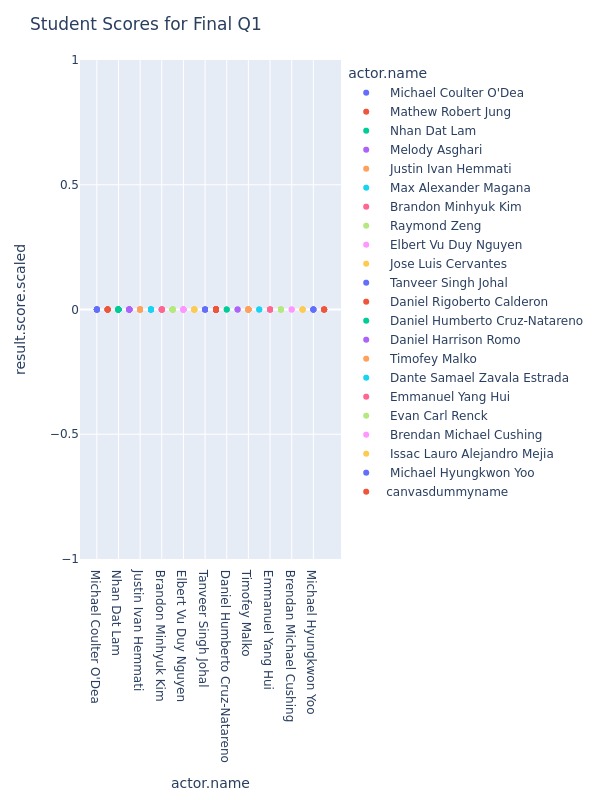 Student Scores for Final Q1
1
0.5
0
−0.5
−1
result.score.scaled
Michael Coulter O'Dea
Nhan Dat Lam
Justin Ivan Hemmati
Brandon Minhyuk Kim
Elbert Vu Duy Nguyen
Tanveer Singh Johal
Daniel Humberto Cruz-Natareno
Timofey Malko
Emmanuel Yang Hui
Brendan Michael Cushing
Michael Hyungkwon Yoo
actor.name
actor.name
Michael Coulter O'Dea
Mathew Robert Jung
Nhan Dat Lam
Melody Asghari
Justin Ivan Hemmati
Max Alexander Magana
Brandon Minhyuk Kim
Raymond Zeng
Elbert Vu Duy Nguyen
Jose Luis Cervantes
Tanveer Singh Johal
Daniel Rigoberto Calderon
Daniel Humberto Cruz-Natareno
Daniel Harrison Romo
Timofey Malko
Dante Samael Zavala Estrada
Emmanuel Yang Hui
Evan Carl Renck
Brendan Michael Cushing
Issac Lauro Alejandro Mejia
Michael Hyungkwon Yoo
canvasdummyname